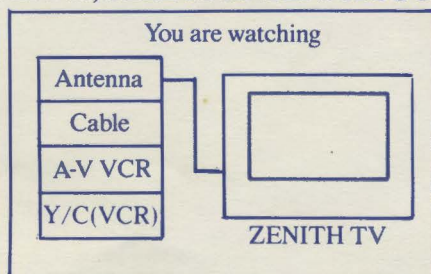 You are watching
Antenna
Cable
A-V VCR
Y/C(VCR)
ZENITH TV